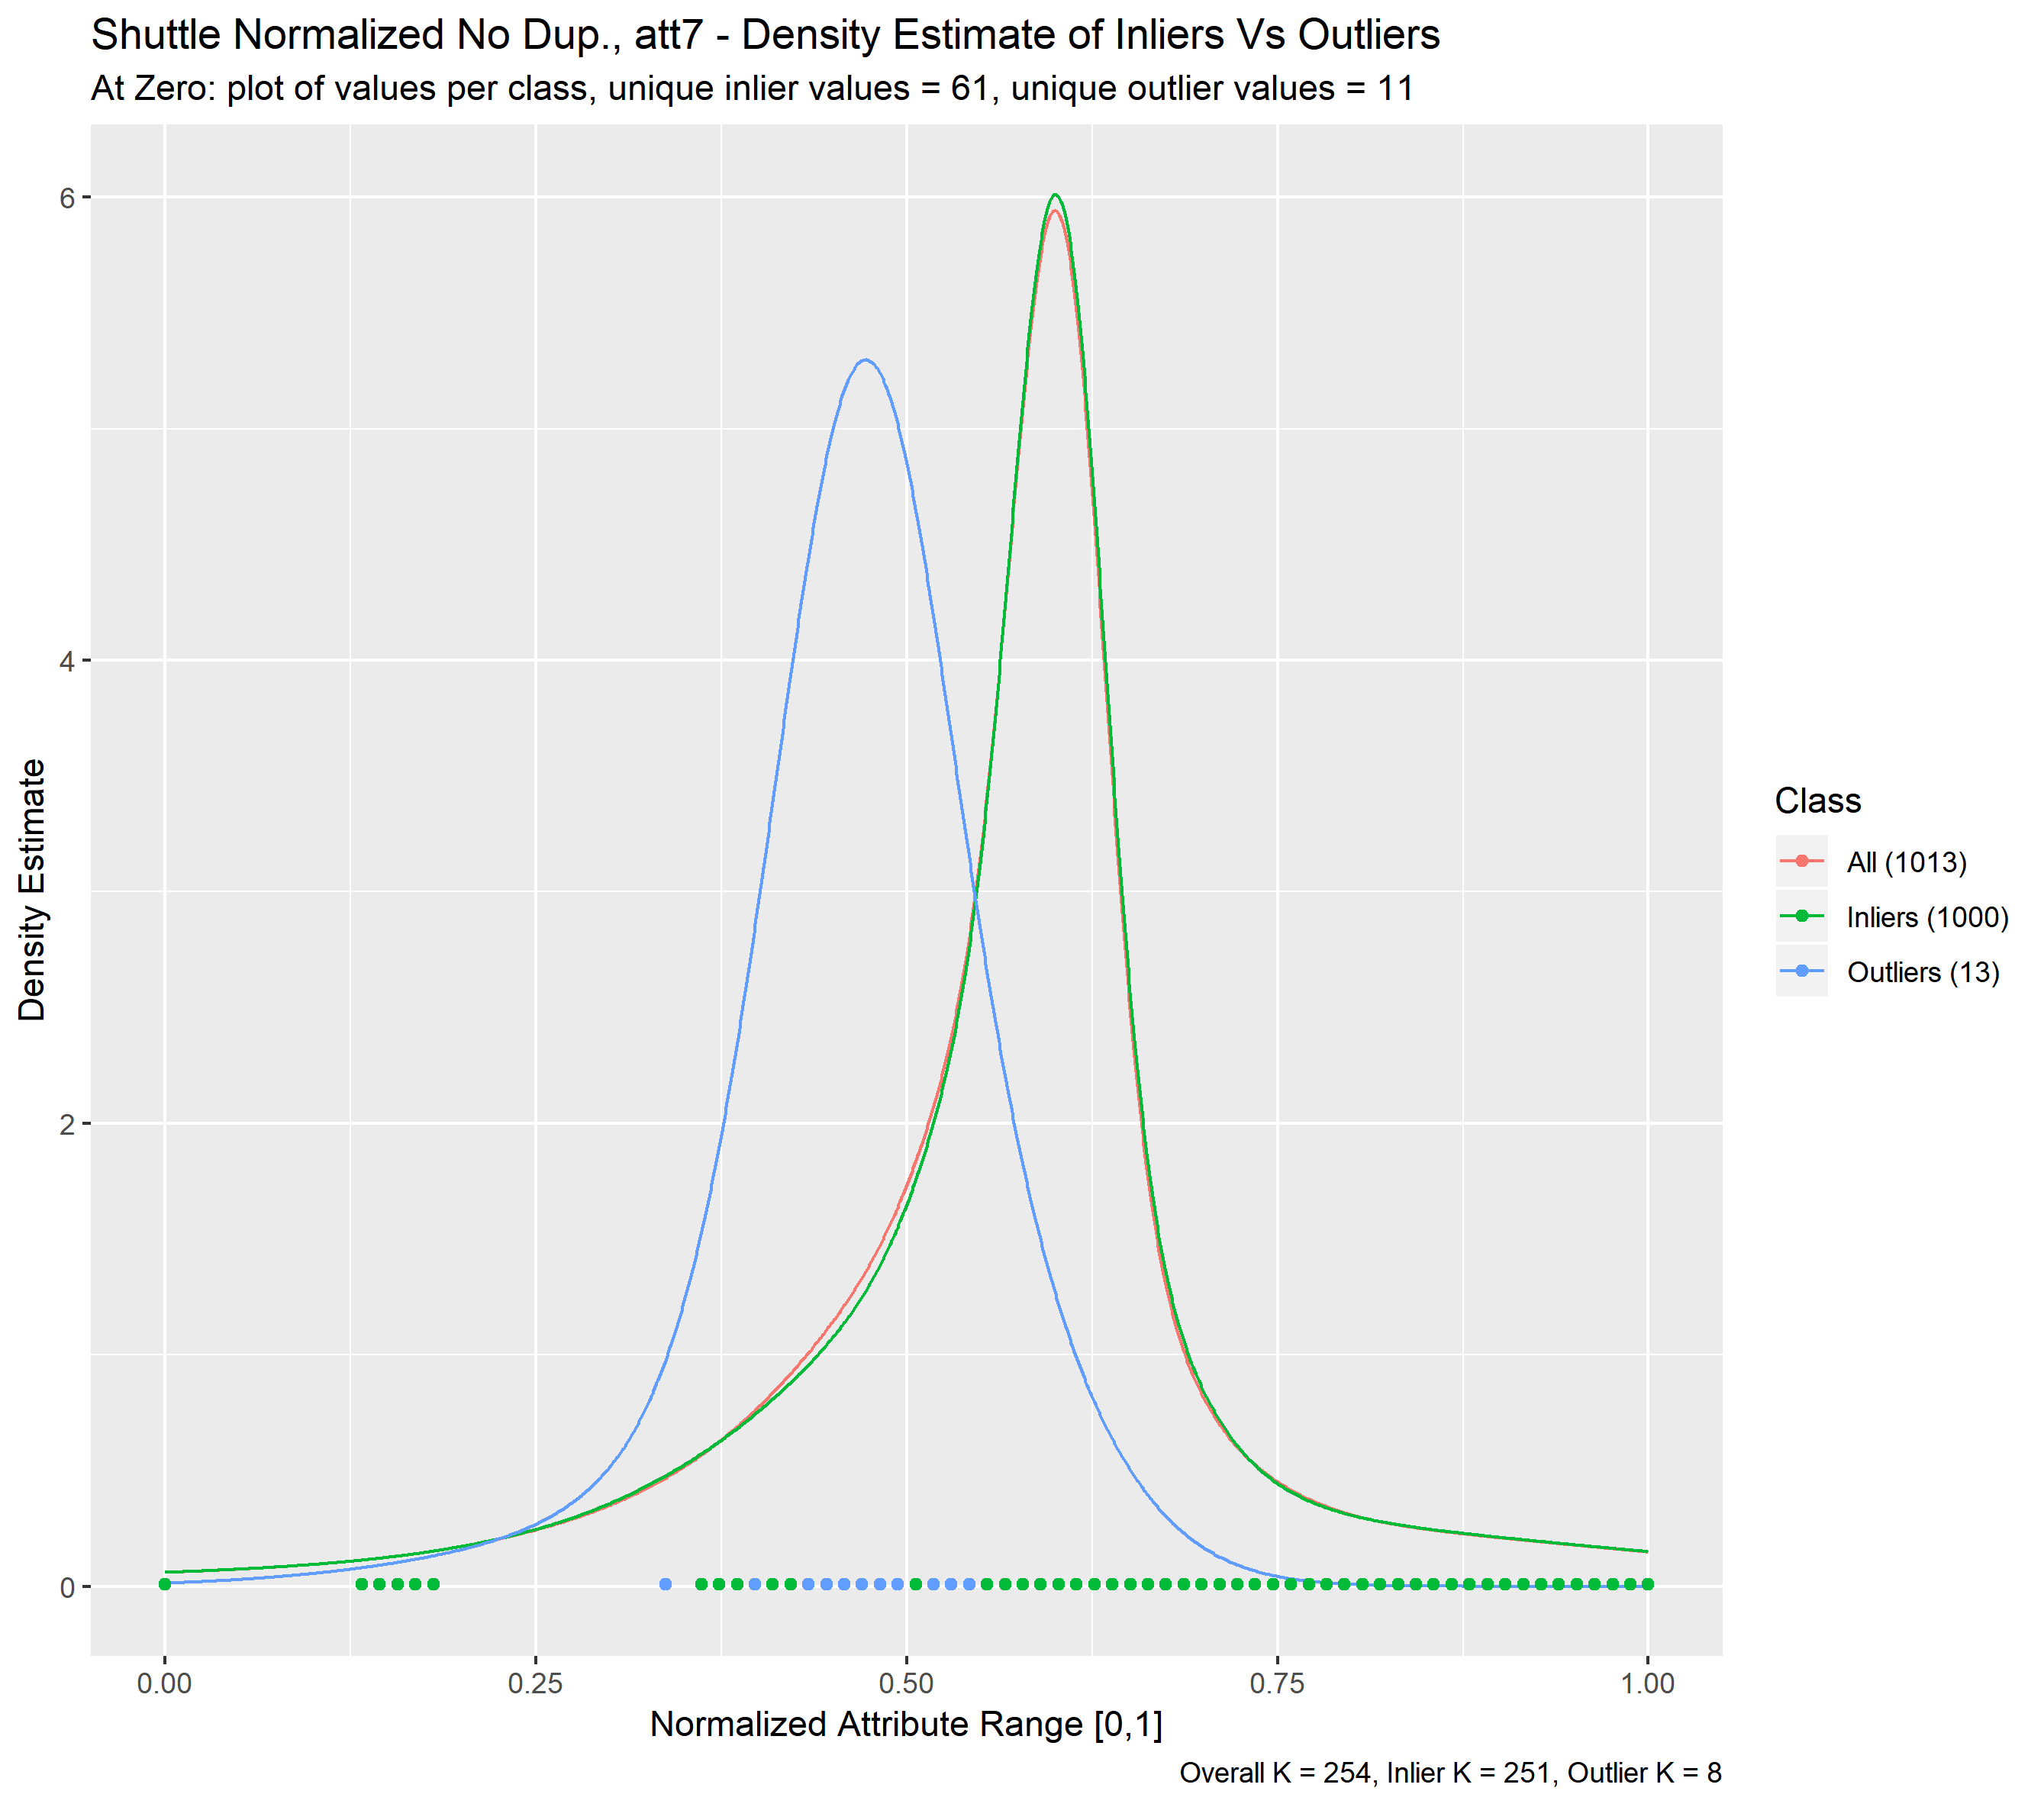 Shuttle Normalized No Dup., att7 - Density Estimate of Inliers Vs Outliers
At Zero: plot of values per class, unique inlier values = 61, unique outlier values = 11
6
4
2
0
Density Estimate
0.00 0.25 0.50 0.75 1.00
Normalized Attribute Range [0,1]
Overall K = 254, Inlier K = 251, Outlier K = 8
Class
All (1013)
Inliers (1000)
Outliers (13)